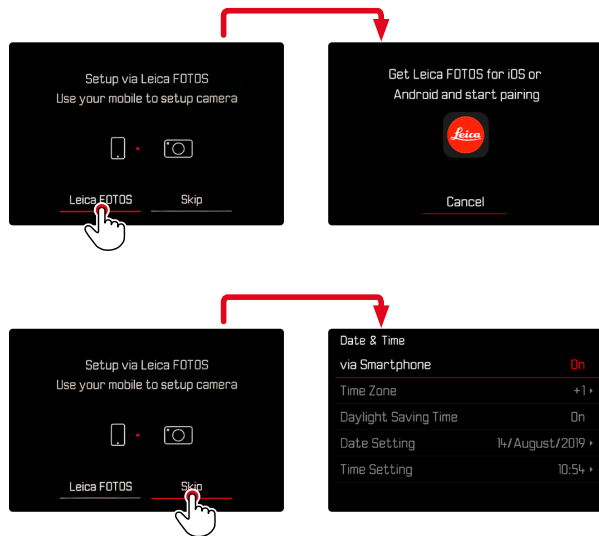 Setup via Leica FOTOS
Use your mobile to setup camera
Leica FOTOS
Skip
Get Leica FOTOS for iOS or
Android and start pairing
Leica
Cancel
Setup via Leica FOTOS
Use your mobile to setup camera
Leica FOTOS
Skip
Date & Time
via Smartphone On
Time Zone +1
Daylight Saving Time On
Date Setting 14/August/2019
Time Setting 10:54